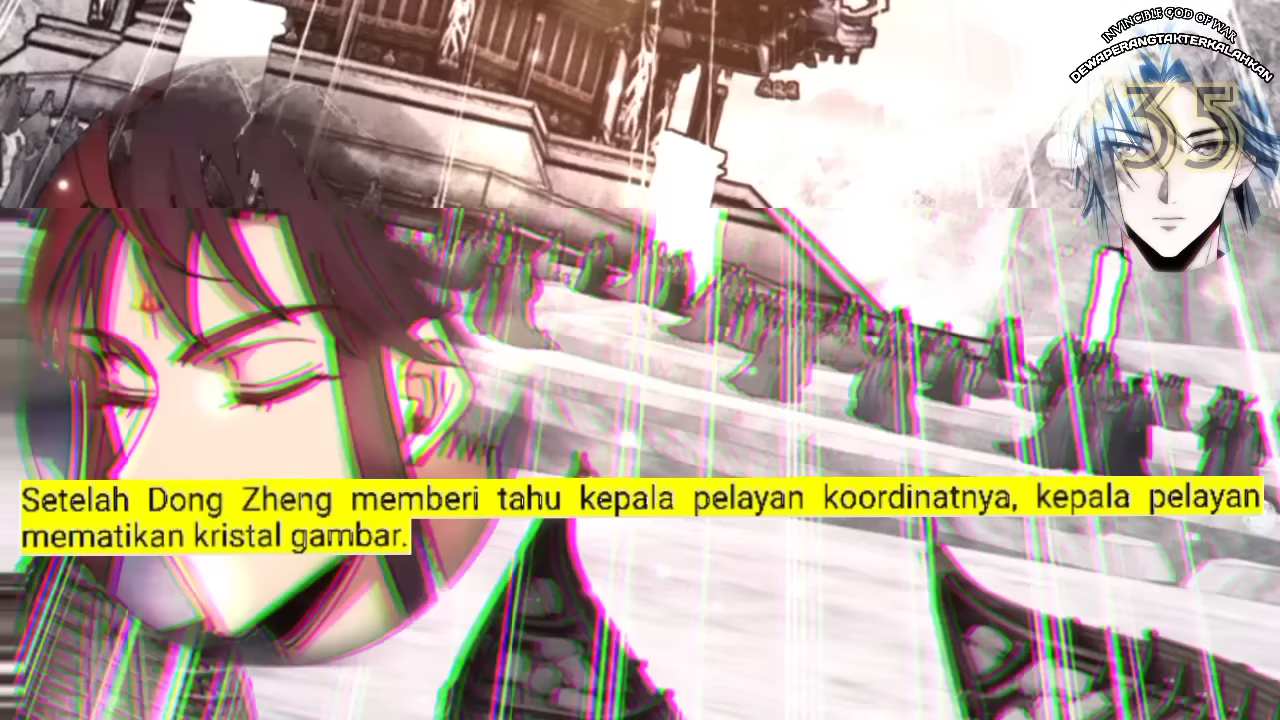 INVINCIBLE GOD OF WAR
DEWAPERANGTAKTERKALAHKAN
35
Setelah Dong Zheng memberi tahu kepala pelayan koordinatnya, kepala pelayan
mematikan kristal gambar.